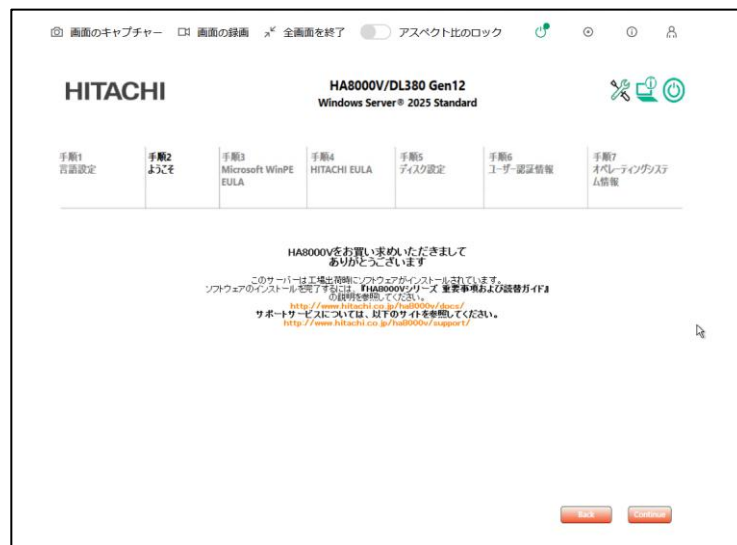 画面のキャプチャー 画面の録画 全画面を終了 アスペクト比のロック
HITACHI
HA8000V/DL380 Gen12
Windows Server® 2025 Standard
手順1
言語設定
手順2
ようこそ
手順3
Microsoft WinPE
EULA
手順4
HITACHI EULA
手順5
ディスク設定
手順6
ユーザー認証情報
手順7
オペレーティングシステ
ム情報
HA8000Vをお買い求めいただきまして
ありがとうございます
このサーバーは工場出荷時にソフトウェアがインストールされています。
ソフトウェアのインストールを完了するには、『HA8000Vシリーズ 重要事項および読替ガイド』
の説明を参照してください。
http://www.hitachi.co.jp/ha8000v/docs/
サポートサービスについては、以下のサイトを参照してください。
http://www.hitachi.co.jp/ha8000v/support/
Back
Continue